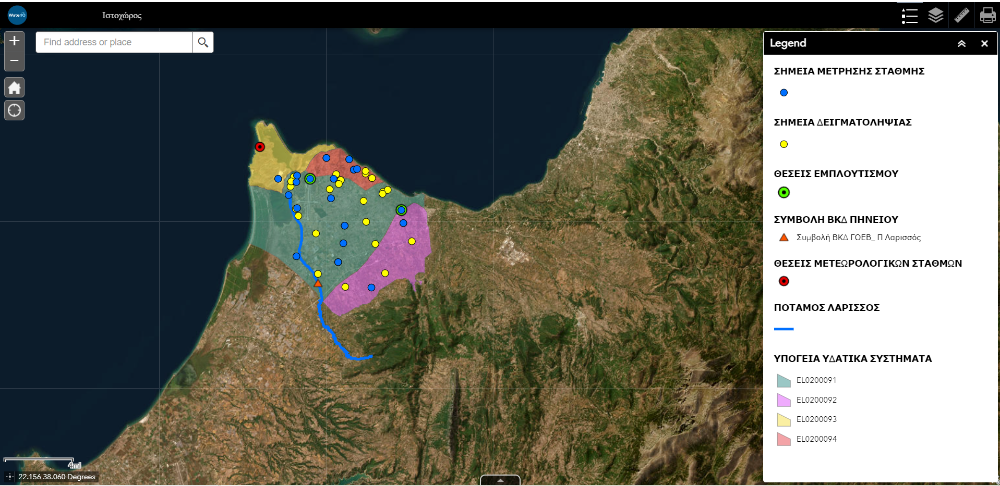 WaterIQ
Ιστοχώρος
Find address or place
Legend
ΣΗΜΕΙΑ ΜΕΤΡΗΣΗΣ ΣΤΑΘΜΗΣ
ΣΗΜΕΙΑ ΔΕΙΓΜΑΤΟΛΗΨΙΑΣ
ΘΕΣΕΙΣ ΕΜΠΛΟΥΤΙΣΜΟΥ
ΣΥΜΒΟΛΗ ΒΚΔ ΠΗΝΕΙΟΥ
Συμβολή ΒΚΔ ΓΟΕΒ_ Π Λαρισσός
ΘΕΣΕΙΣ ΜΕΤΕΩΡΟΛΟΓΙΚΩΝ ΣΤΑΘΜΩΝ
ΠΟΤΑΜΟΣ ΛΑΡΙΣΣΟΣ
ΥΠΟΓΕΙΑ ΥΔΑΤΙΚΑ ΣΥΣΤΗΜΑΤΑ
EL0200091
EL0200092
EL0200093
EL0200094
4mi
22.156 38.060 Degrees